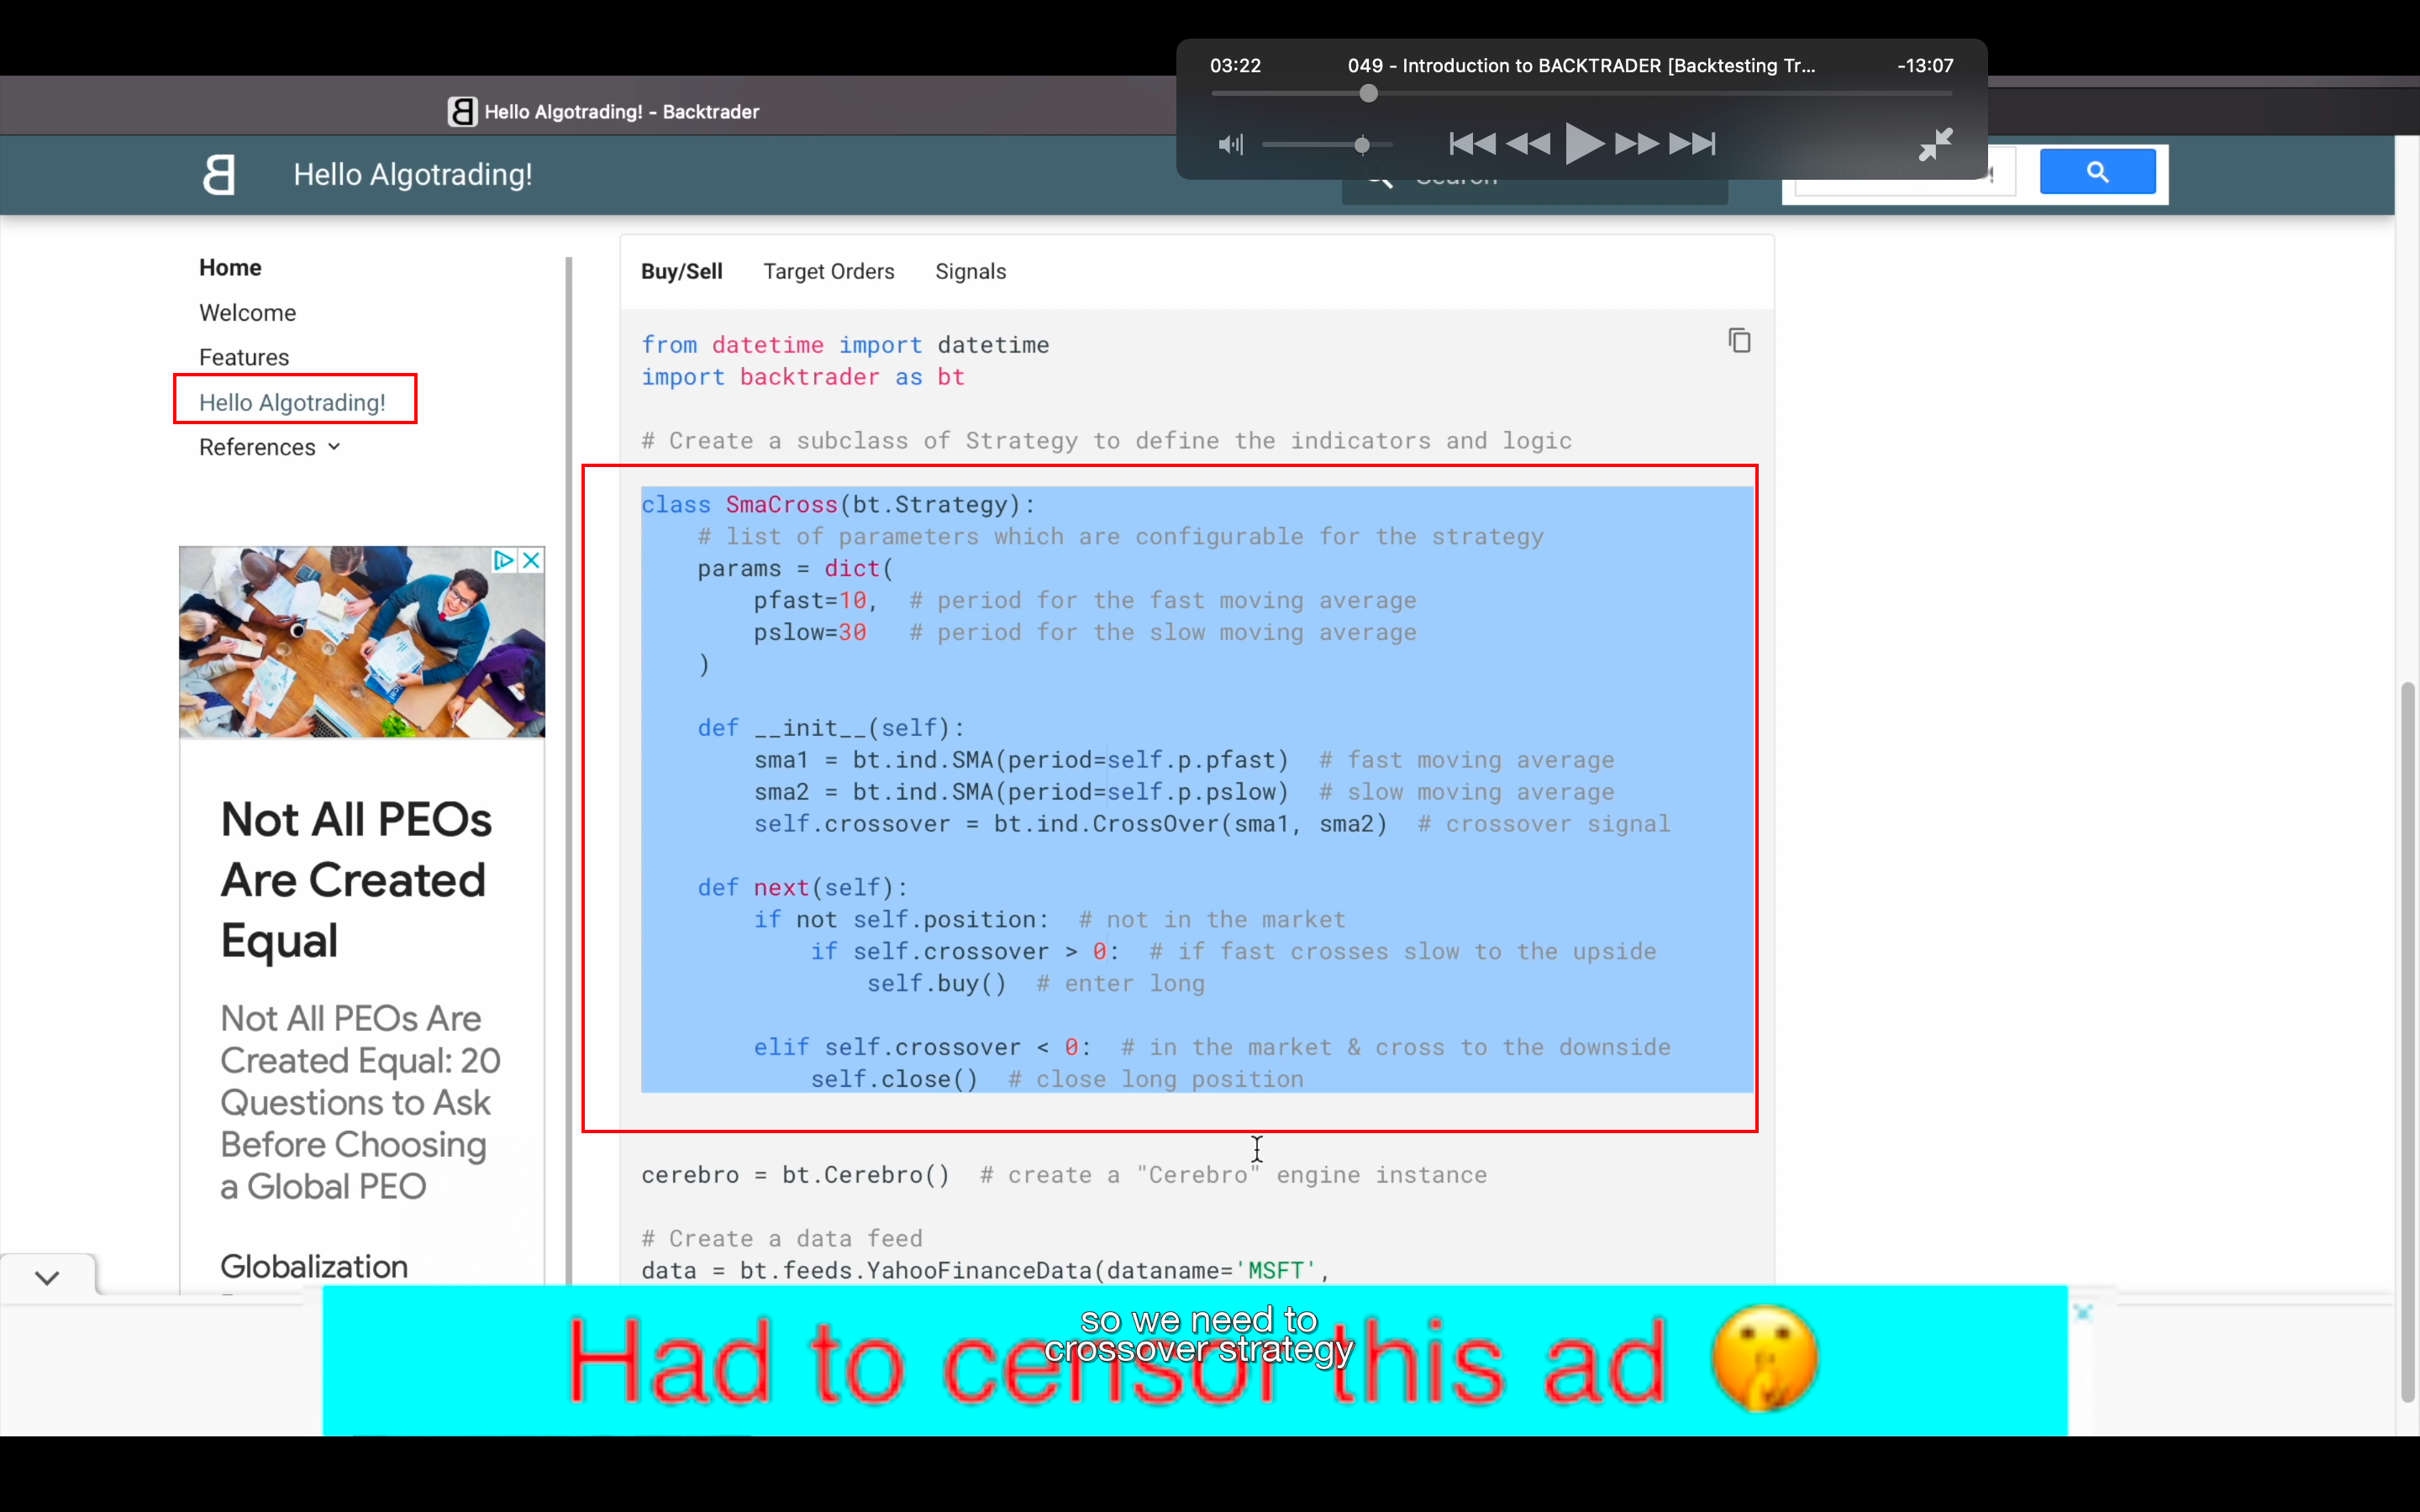 03:22
049 - Introduction to BACKTRADER [Backtesting Tr...
-13:07
Hello Algotrading! - Backtrader
Hello Algotrading!
Home
Welcome
Features
Hello Algotrading!
References
Not All PEOs
Are Created
Equal
Not All PEOs Are
Created Equal: 20
Questions to Ask
Before Choosing
a Global PEO
Globalization
Buy/Sell Target Orders Signals
from datetime import datetime
import backtrader as bt
# Create a subclass of Strategy to define the indicators and logic
class SmaCross(bt.Strategy):
# list of parameters which are configurable for the strategy
params = dict(
pfast=10,  # period for the fast moving average
pslow=30   # period for the slow moving average
)
def __init__(self):
sma1 = bt.ind.SMA(period=self.p.pfast)  # fast moving average
sma2 = bt.ind.SMA(period=self.p.pslow)  # slow moving average
self.crossover = bt.ind.CrossOver(sma1, sma2)  # crossover signal
def next(self):
if not self.position:  # not in the market
if self.crossover > 0:  # if fast crosses slow to the upside
self.buy()  # enter long
elif self.crossover < 0:  # in the market & cross to the downside
self.close()  # close long position
cerebro = bt.Cerebro()  # create a "Cerebro" engine instance
# Create a data feed
data = bt.feeds.YahooFinanceData(dataname='MSFT',
Had to censor this ad
so we need to
crossover strategy